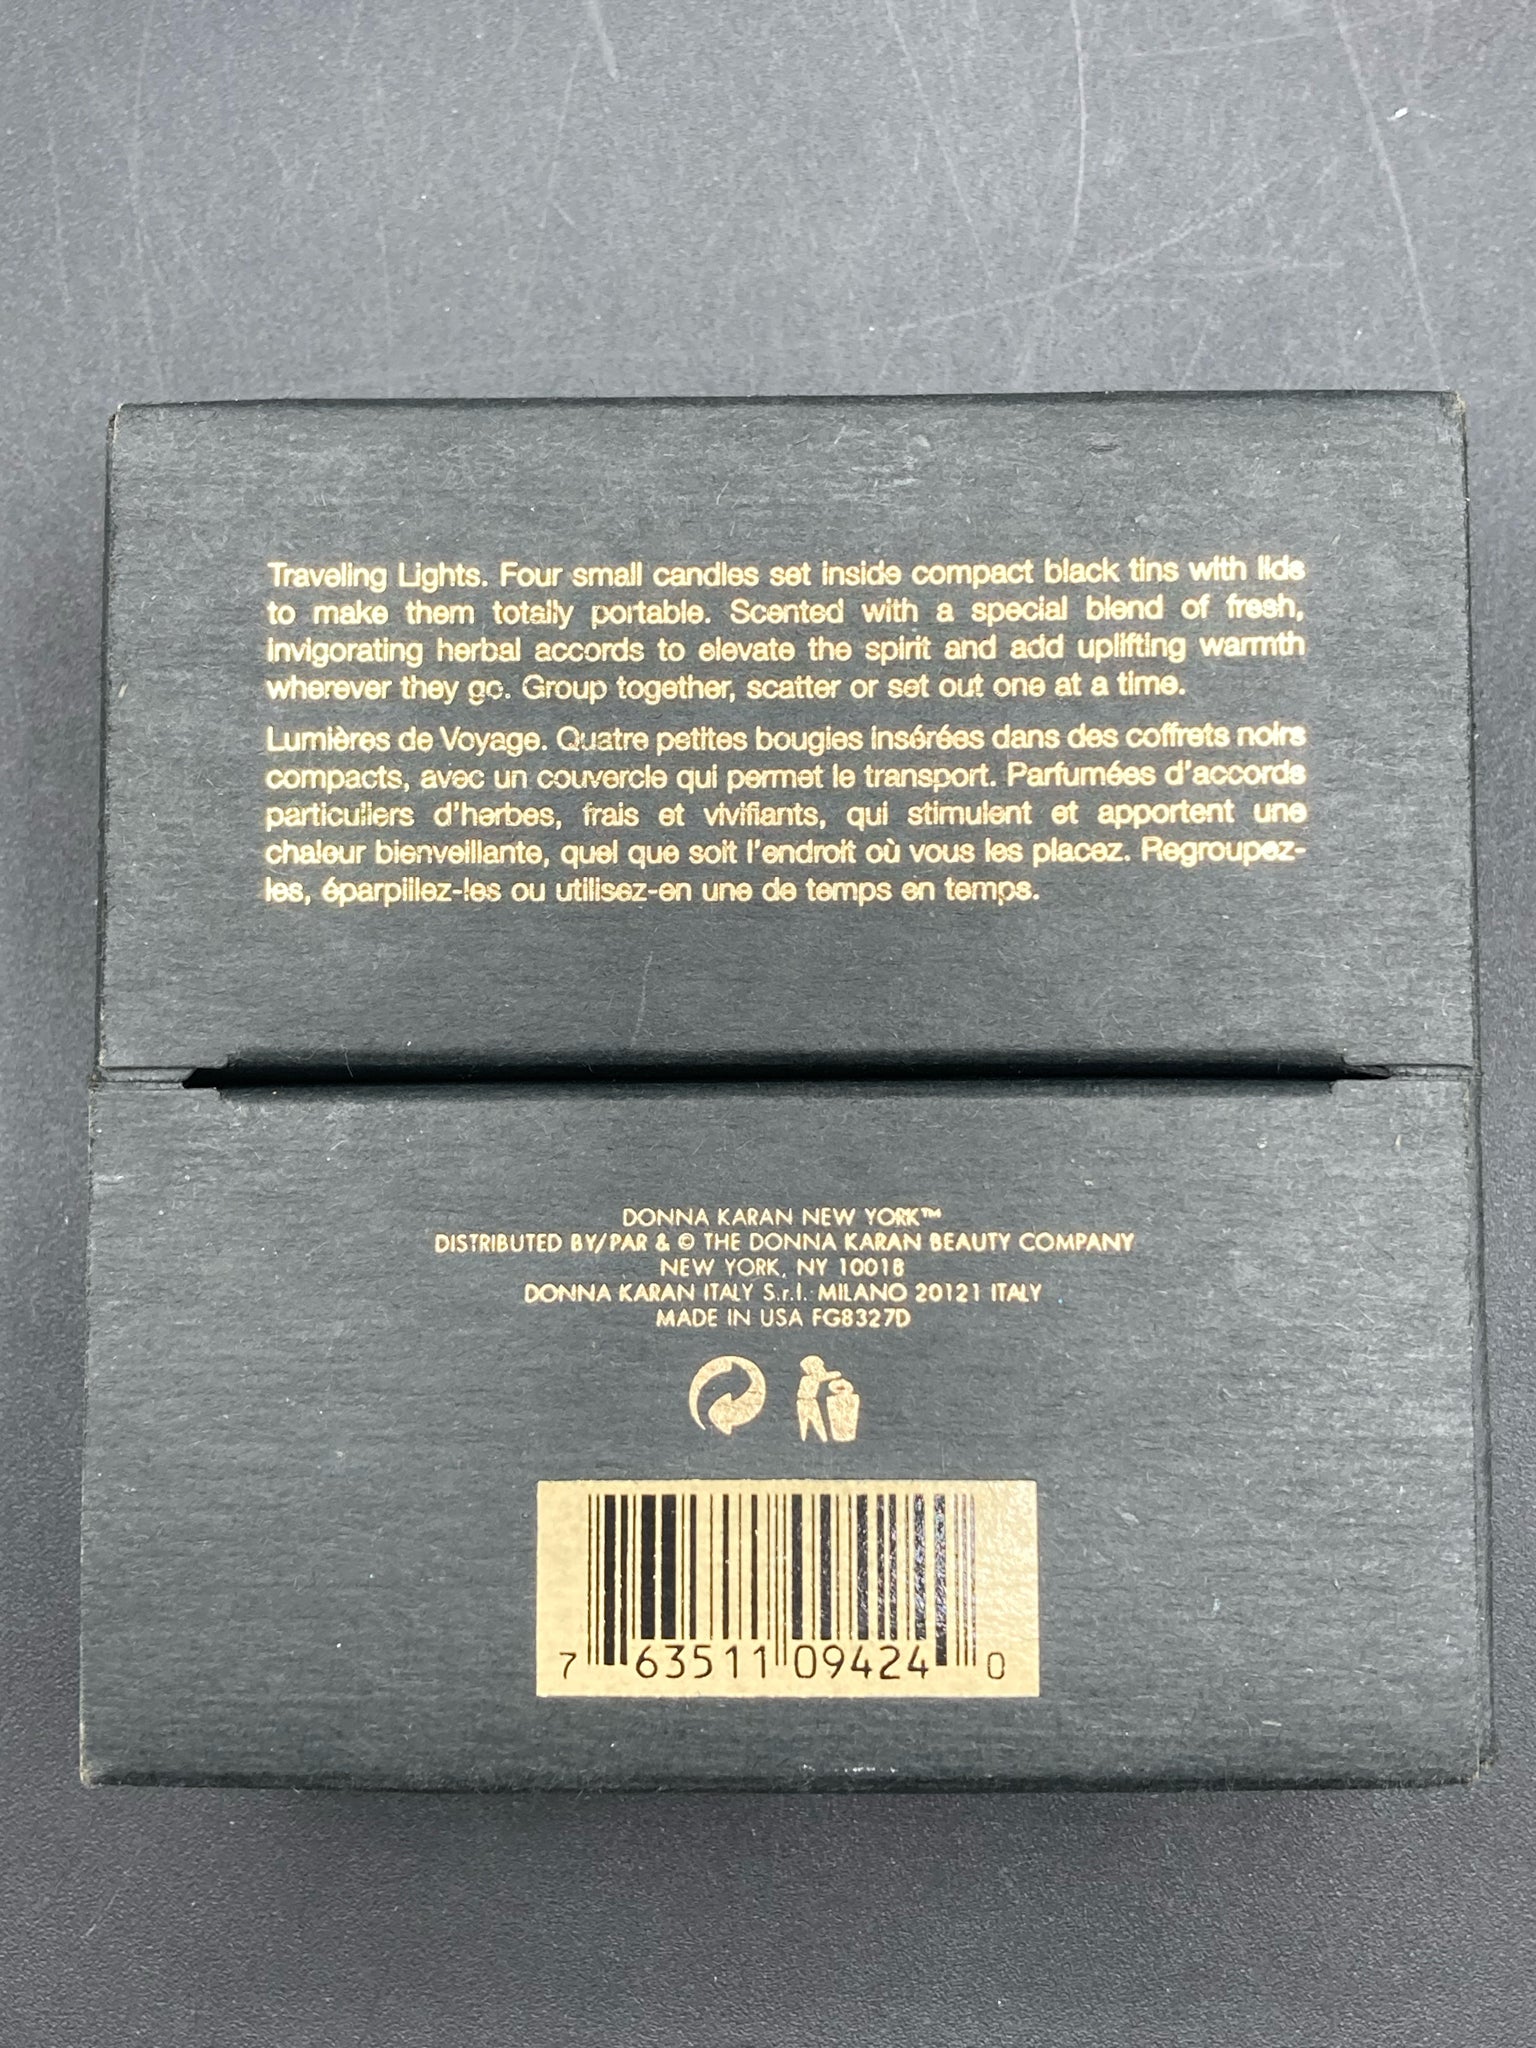 Traveling Lights. Four small candles set inside compact black tins with lids
to make them totally portable. Scented with a special blend of fresh,
invigorating herbal accords to elevate the spirit and add uplifting warmth
wherever they go. Group together, scatter or set out one at a time.
Lumières de Voyage. Quatre petites bougies insérées dans des coffrets noirs
compacts, avec un couvercle qui permet le transport. Parfumées d'accords
particuliers d'herbes, frais et vivifiants, qui stimulent et apportent une
chaleur bienveillante, quel que soit l'endroit où vous les placez. Regroupez-
les, éparpillez-les ou utilisez-en une de temps en temps.
DONNA KARAN NEW YORK™
DISTRIBUTED BY/PAR & © THE DONNA KARAN BEAUTY COMPANY
NEW YORK, NY 10018
DONNA KARAN ITALY S.r.l. MILANO 20121 ITALY
MADE IN USA FG8327D
7 63511 09424 0